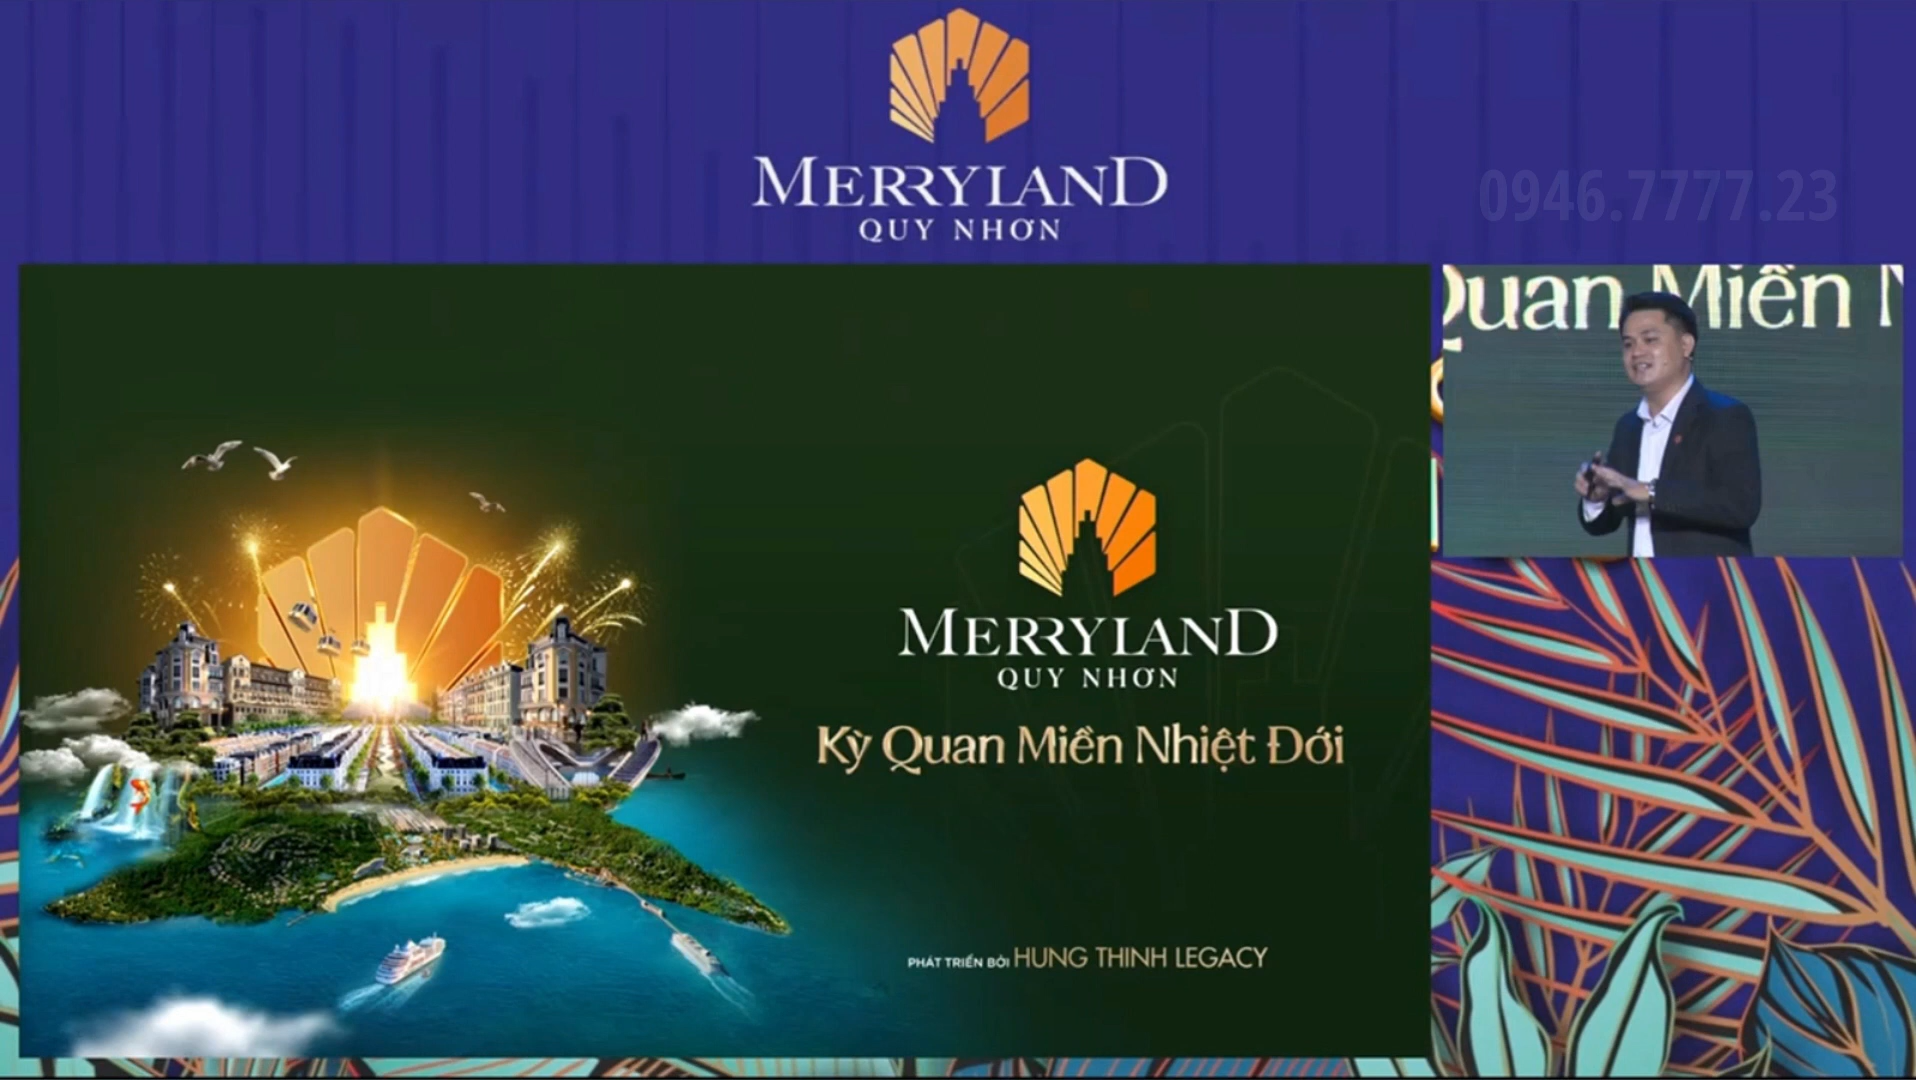 MERRYLAND
QUY NHƠN
0946.7777.23
Quan Miền N
MERRYLAND
QUY NHƠN
Kỳ Quan Miền Nhiệt Đới
PHÁT TRIỂN BỞI HUNG THINH LEGACY